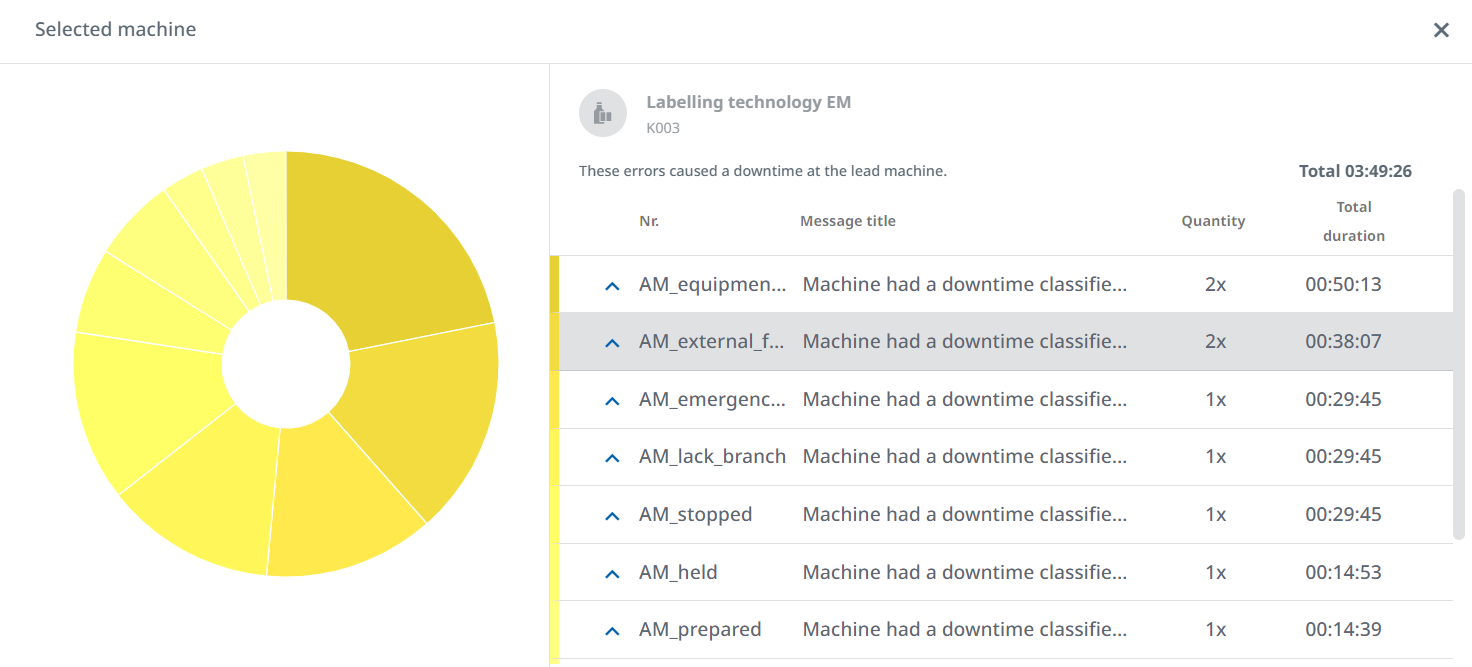 Selected machine
Labelling technology EM
K003
These errors caused a downtime at the lead machine. Total 03:49:26
Nr. Message title Quantity Total duration
AM_equipmen... Machine had a downtime classifie... 2x 00:50:13
AM_external_f... Machine had a downtime classifie... 2x 00:38:07
AM_emergenc... Machine had a downtime classifie... 1x 00:29:45
AM_lack_branch Machine had a downtime classifie... 1x 00:29:45
AM_stopped Machine had a downtime classifie... 1x 00:29:45
AM_held Machine had a downtime classifie... 1x 00:14:53
AM_prepared Machine had a downtime classifie... 1x 00:14:39